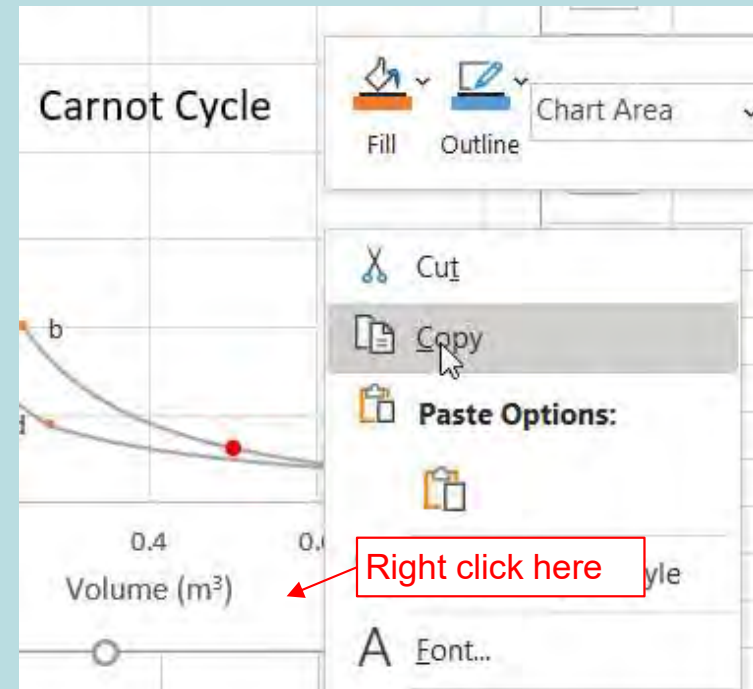 Carnot Cycle
Fill
Outline
Chart Area
Cut
Copy
Paste Options:
b
d
0.4
Volume (m³)
Right click here
Font...